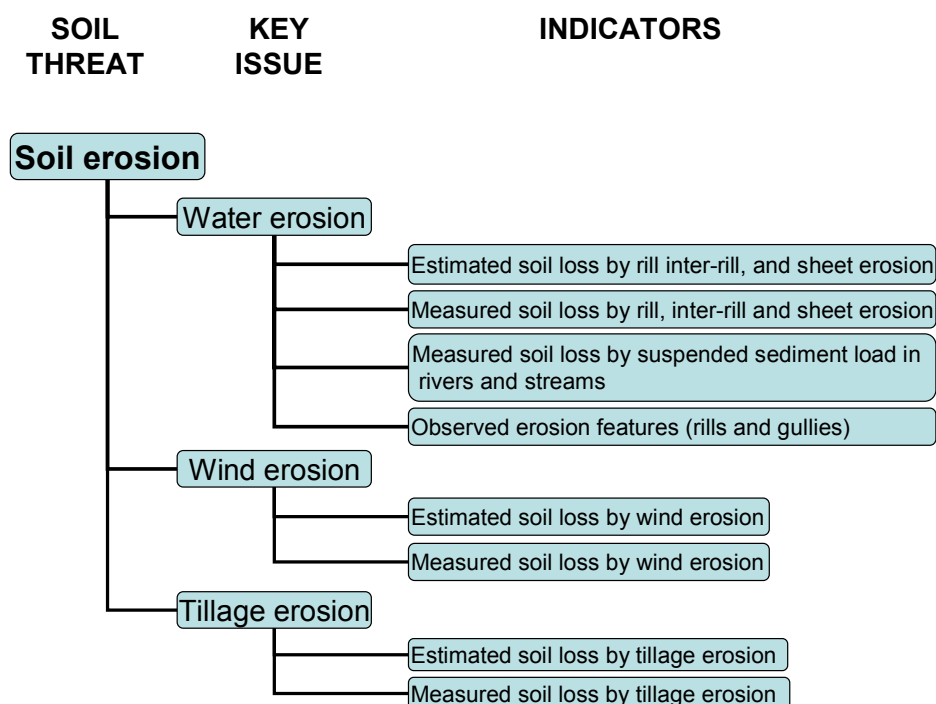 SOIL THREAT
KEY ISSUE
INDICATORS
Soil erosion
Water erosion
Estimated soil loss by rill inter-rill, and sheet erosion
Measured soil loss by rill, inter-rill and sheet erosion
Measured soil loss by suspended sediment load in
rivers and streams
Observed erosion features (rills and gullies)
Wind erosion
Estimated soil loss by wind erosion
Measured soil loss by wind erosion
Tillage erosion
Estimated soil loss by tillage erosion
Measured soil loss by tillage erosion